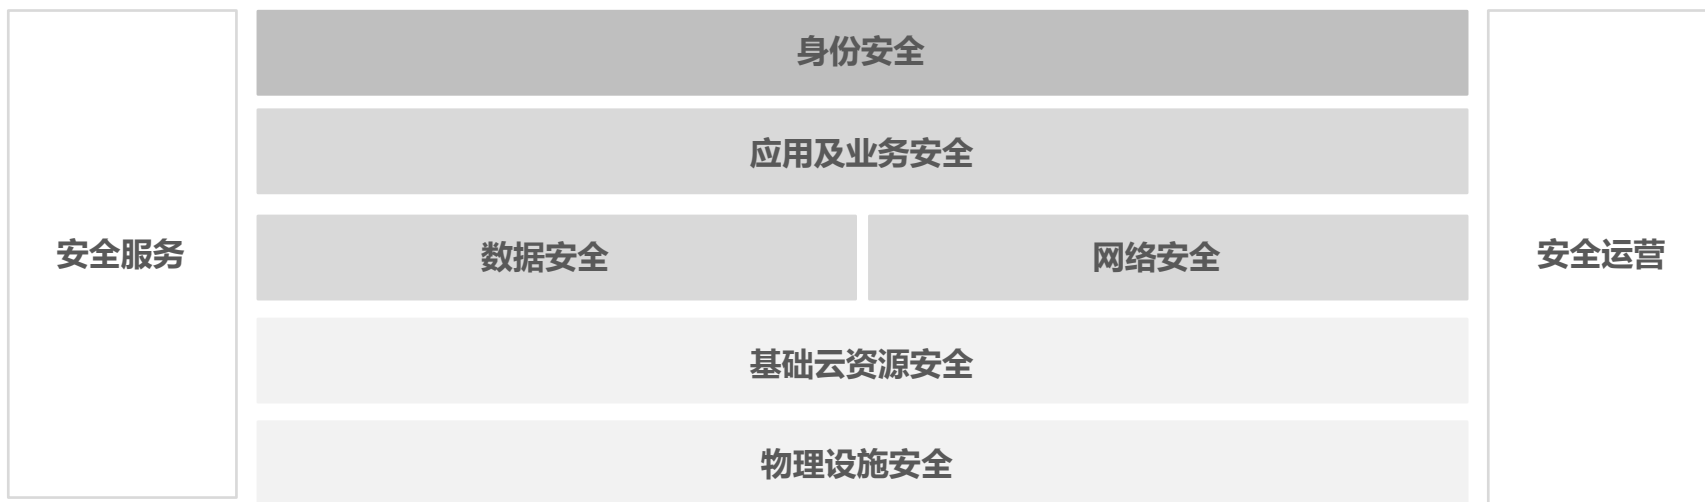 身份安全
应用及业务安全
安全服务
数据安全
网络安全
安全运营
基础云资源安全
物理设施安全